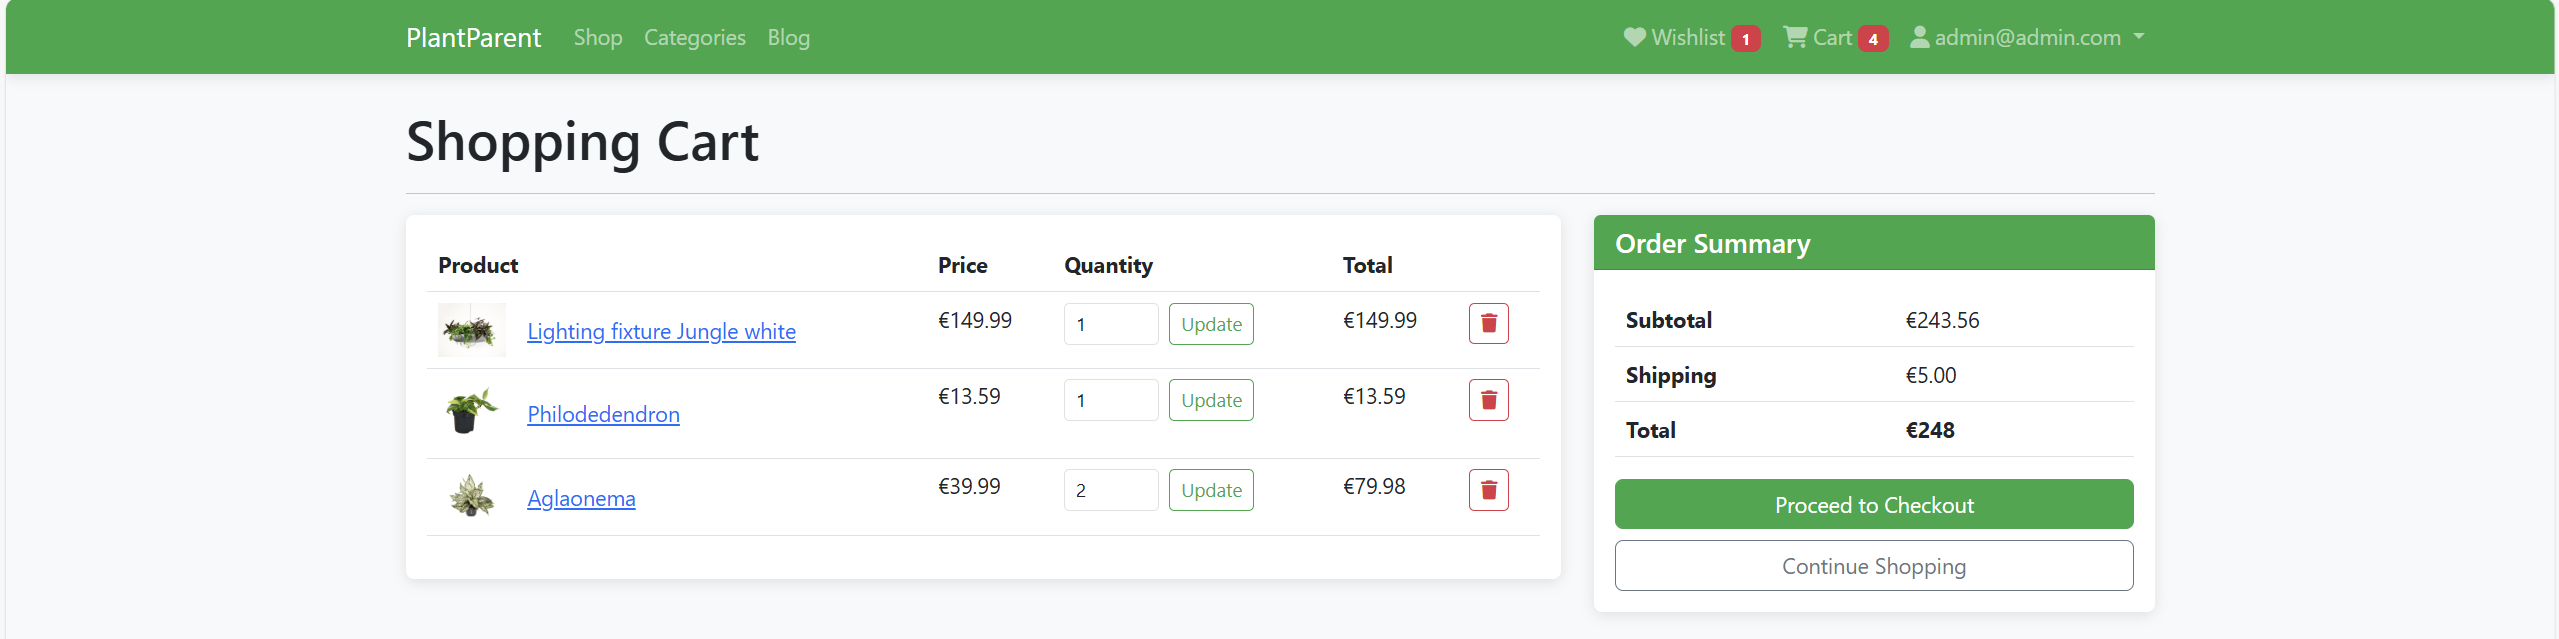 PlantParent Shop Categories Blog Wishlist 1 Cart 4 admin@admin.com
Shopping Cart
Product Price Quantity Total
Lighting fixture Jungle white €149.99 1 Update €149.99
Philodedendron €13.59 1 Update €13.59
Aglaonema €39.99 2 Update €79.98
Order Summary
Subtotal €243.56
Shipping €5.00
Total €248
Proceed to Checkout
Continue Shopping